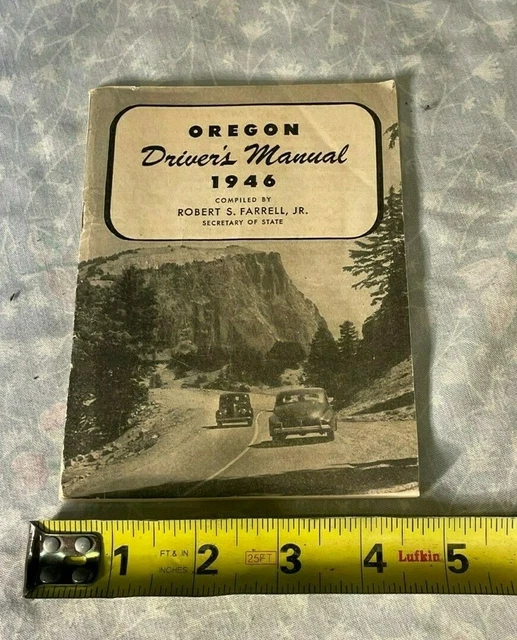 OREGON
Driver's Manual
1946
COMPILED BY
ROBERT S. FARRELL, JR.
SECRETARY OF STATE
1 FT & IN INCHES 2 25FT 3 4 Lufkin 5